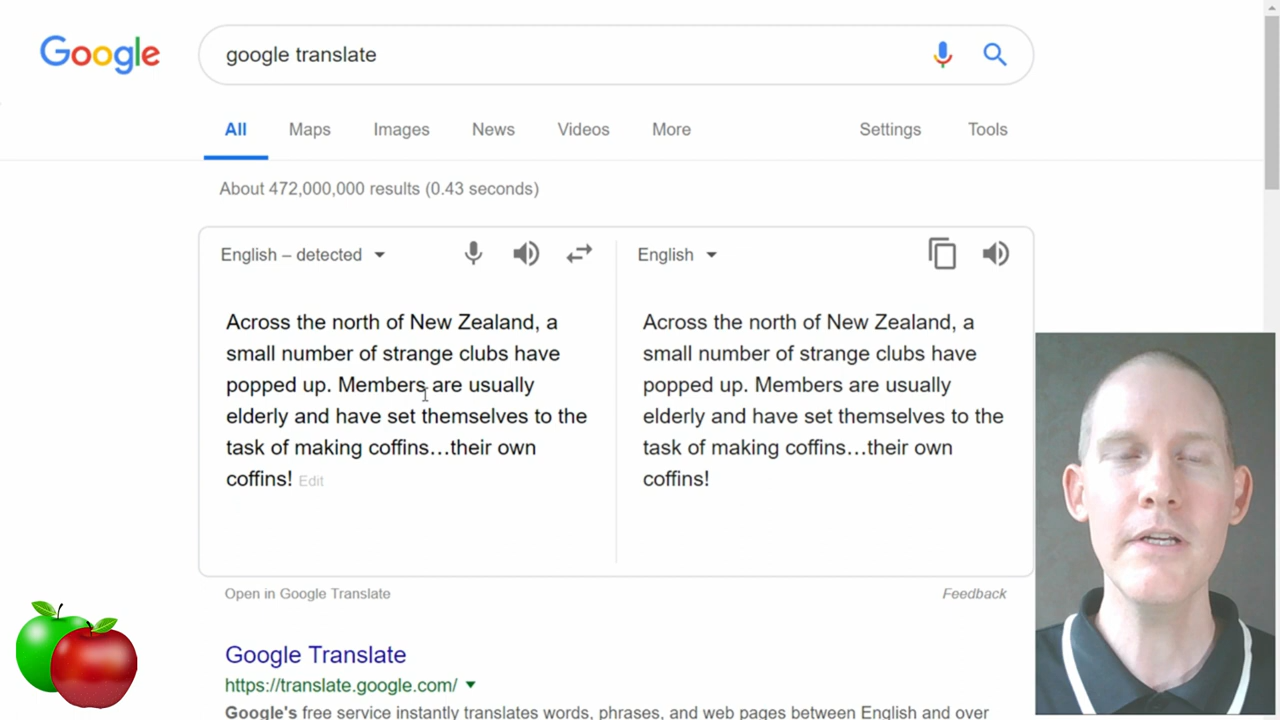 Google
google translate
All Maps Images News Videos More Settings Tools
About 472,000,000 results (0.43 seconds)
English – detected
English
Across the north of New Zealand, a
small number of strange clubs have
popped up. Members are usually
elderly and have set themselves to the
task of making coffins…their own
coffins! Edit
Across the north of New Zealand, a
small number of strange clubs have
popped up. Members are usually
elderly and have set themselves to the
task of making coffins…their own
coffins!
Open in Google Translate
Feedback
Google Translate
https://translate.google.com/
Google's free service instantly translates words, phrases, and web pages between English and over